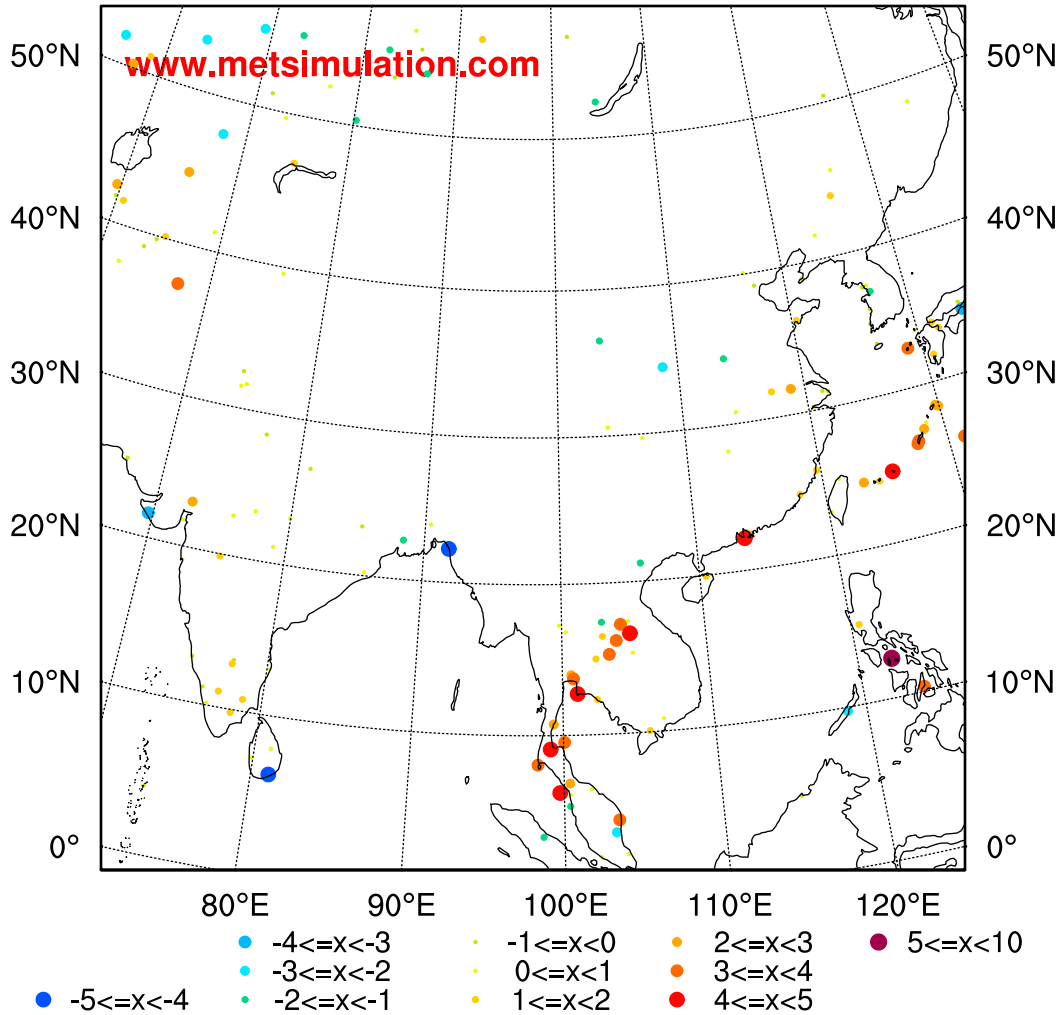 50°N 50°N
www.metsimulation.com
40°N 40°N
30°N 30°N
20°N 20°N
10°N 10°N
0° 0°
80°E 90°E 100°E 110°E 120°E
-4<=x<-3 -1<=x<0 2<=x<3 5<=x<10
-3<=x<-2 0<=x<1 3<=x<4
-5<=x<-4 -2<=x<-1 1<=x<2 4<=x<5